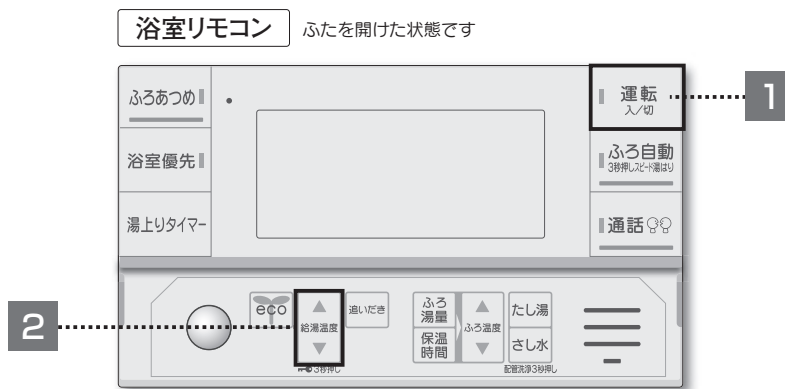 浴室リモコン ふたを開けた状態です
ふろあつめ
浴室優先
湯上りタイマー
運転
入/切
1
ふろ自動
3秒押しスピード湯はり
通話
2
eco
給湯温度
3秒押し
追いだき
ふろ
湯量
保温
時間
ふろ温度
たし湯
さし水
配管洗浄3秒押し